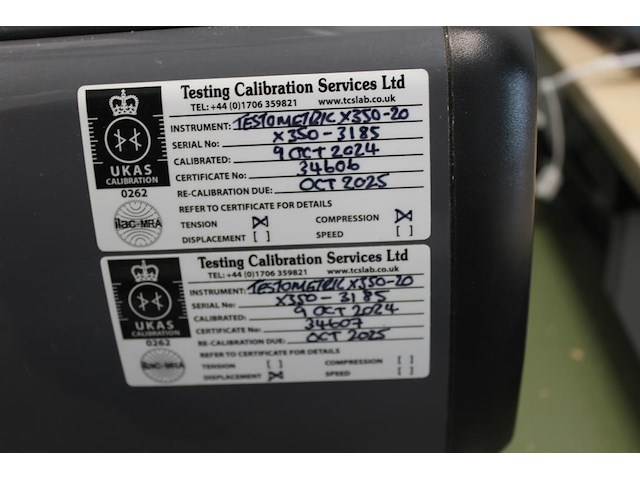 Testing Calibration Services Ltd
TEL: +44 (0)1706 359821 www.tcslab.co.uk
INSTRUMENT: TESTOMETRIC X350-20
SERIAL No: X350-3185
CALIBRATED: 9 OCT 2024
CERTIFICATE No: 34606
RE-CALIBRATION DUE: OCT 2025
REFER TO CERTIFICATE FOR DETAILS
TENSION [X] COMPRESSION [X]
DISPLACEMENT [ ] SPEED [ ]
UKAS
CALIBRATION
0262
ilac-MRA
Testing Calibration Services Ltd
TEL: +44 (0)1706 359821 www.tcslab.co.uk
INSTRUMENT: TESTOMETRIC X350-20
SERIAL No: X350-3185
CALIBRATED: 9 OCT 2024
CERTIFICATE No: 34607
RE-CALIBRATION DUE: OCT 2025
REFER TO CERTIFICATE FOR DETAILS
TENSION [ ] COMPRESSION [ ]
DISPLACEMENT [X] SPEED [ ]
UKAS
CALIBRATION
0262
ilac-MRA